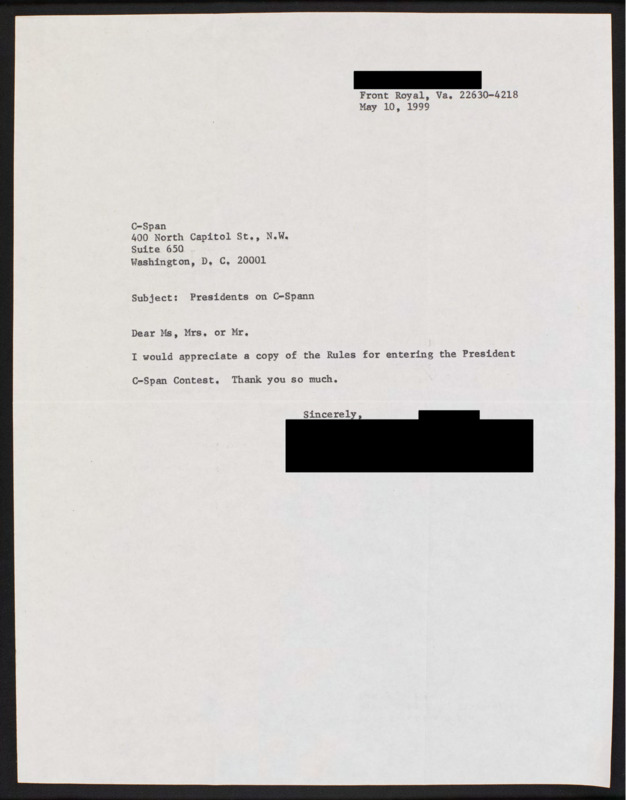 Front Royal, Va. 22630-4218
May 10, 1999
C-Span
400 North Capitol St., N.W.
Suite 650
Washington, D. C. 20001
Subject: Presidents on C-Spann
Dear Ms, Mrs. or Mr.
I would appreciate a copy of the Rules for entering the President
C-Span Contest. Thank you so much.
Sincerely,